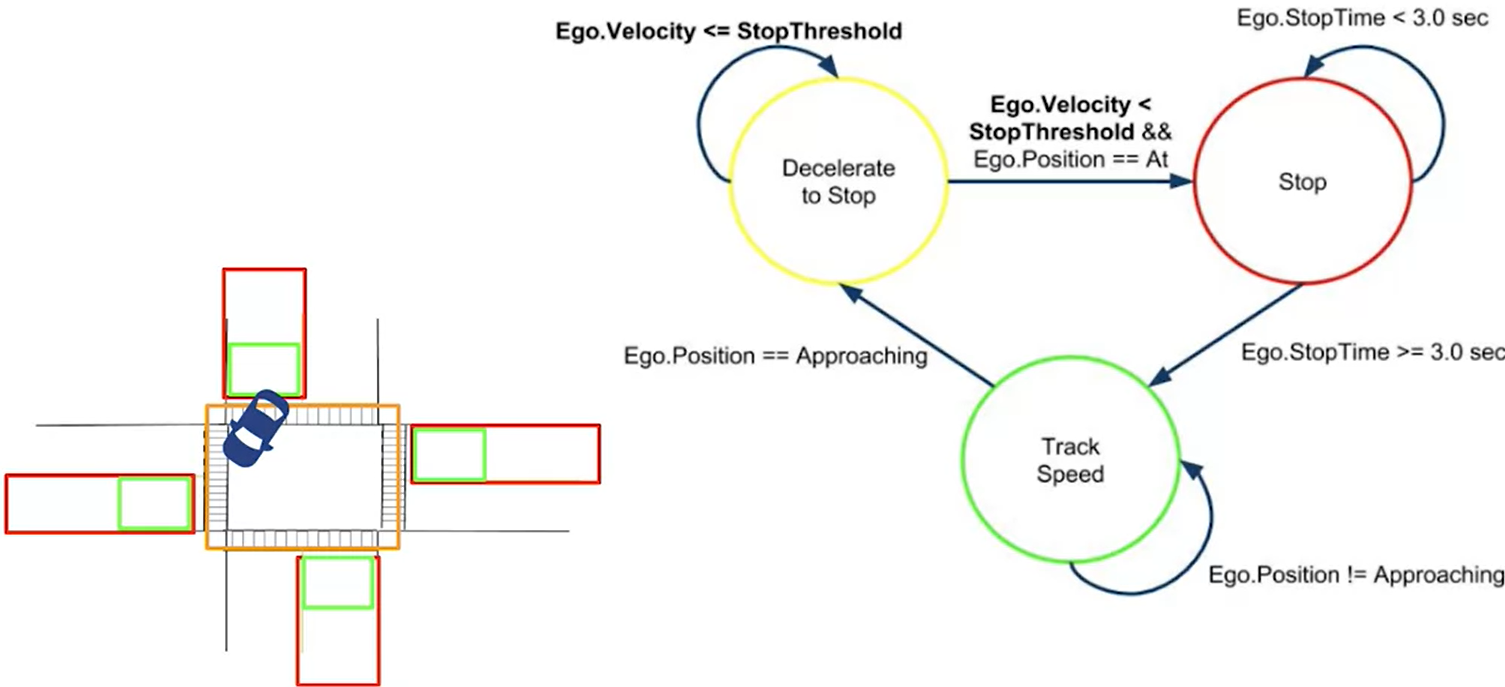 Ego.Velocity <= StopThreshold
Ego.StopTime < 3.0 sec
Ego.Velocity <
StopThreshold &&
Ego.Position == At
Decelerate
to Stop
Stop
Ego.Position == Approaching
Ego.StopTime >= 3.0 sec
Track
Speed
Ego.Position != Approaching